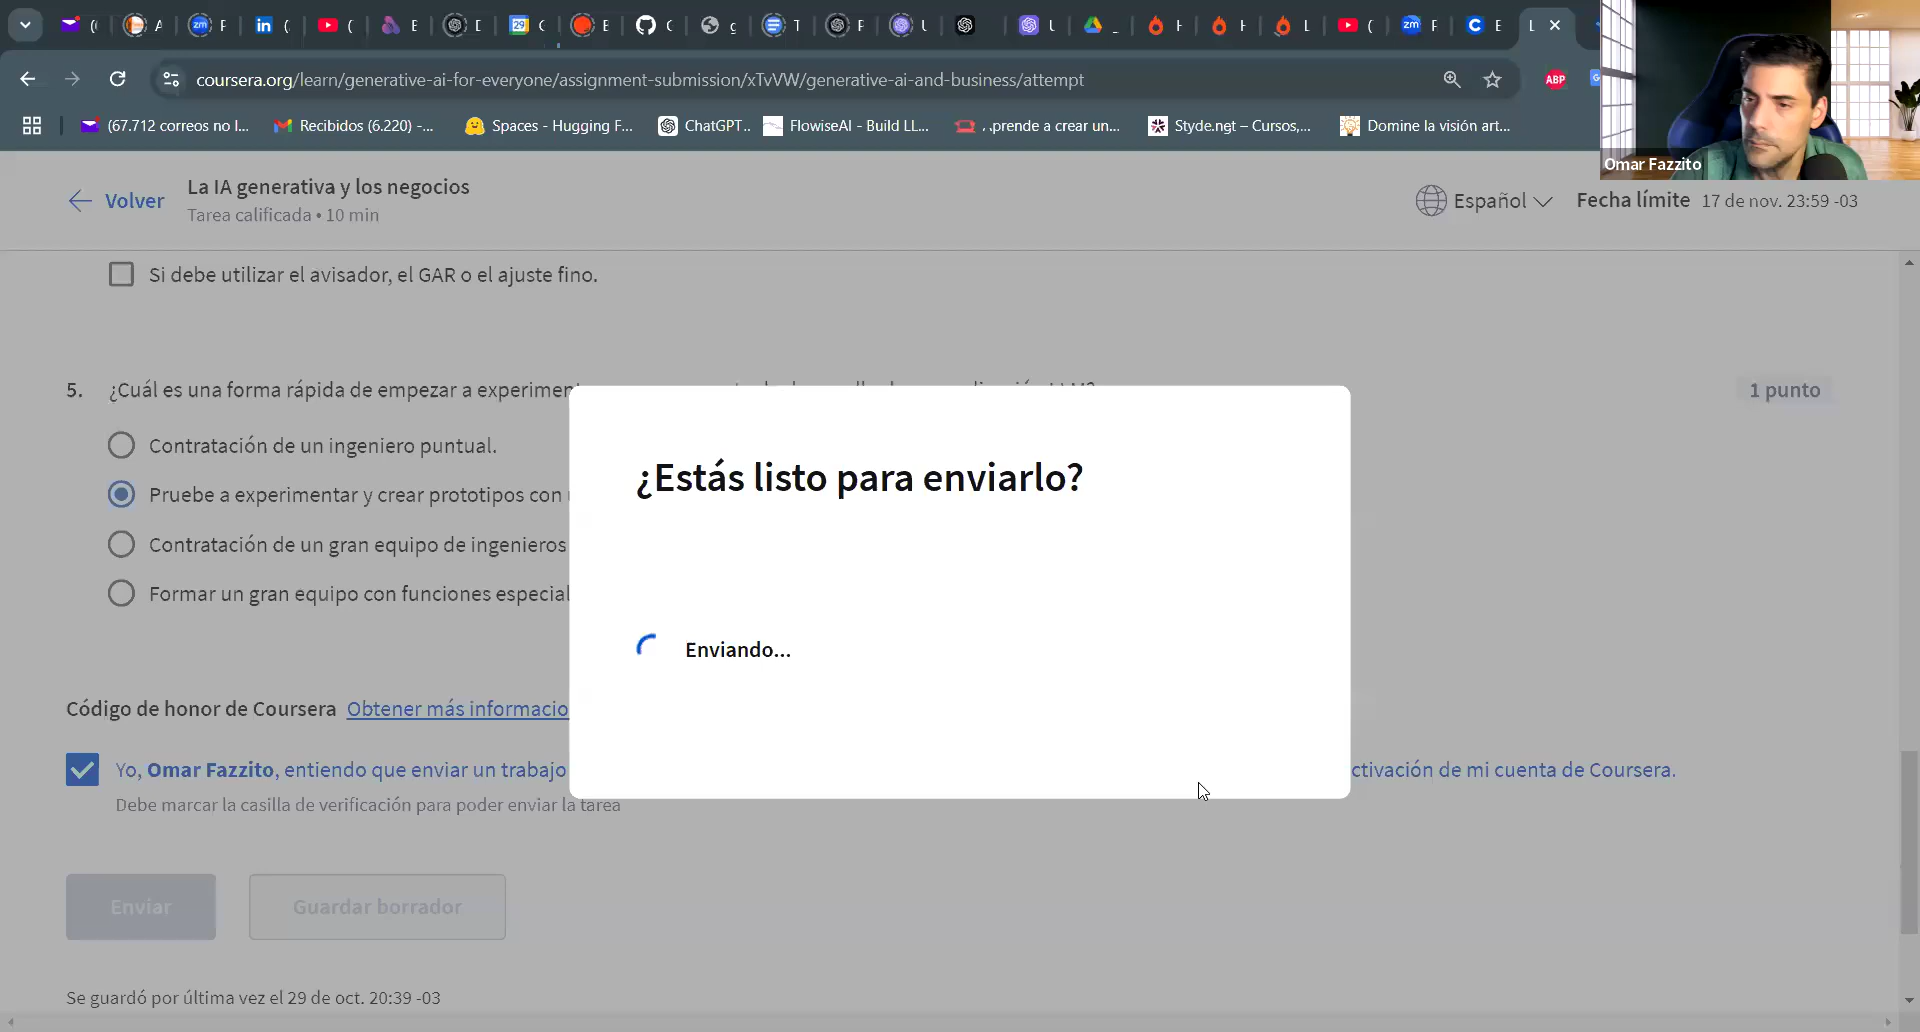 coursera.org/learn/generative-ai-for-everyone/assignment-submission/xTvVW/generative-ai-and-business/attempt
ABP
(67.712 correos no l...
Recibidos (6.220) -...
Spaces - Hugging F...
ChatGPT...
FlowiseAI - Build LL...
prende a crear un...
Styde.net – Cursos,...
Domine la visión art...
Omar Fazzito
Volver
La IA generativa y los negocios
Tarea calificada • 10 min
Español
Fecha límite 17 de nov. 23:59 -03
Si debe utilizar el avisador, el GAR o el ajuste fino.
5. ¿Cuál es una forma rápida de empezar a experiment
1 punto
Contratación de un ingeniero puntual.
Pruebe a experimentar y crear prototipos con
Contratación de un gran equipo de ingenieros
Formar un gran equipo con funciones especial
¿Estás listo para enviarlo?
Enviando...
Código de honor de Coursera Obtener más informacio
Yo, Omar Fazzito, entiendo que enviar un trabajo
ctivación de mi cuenta de Coursera.
Debe marcar la casilla de verificación para poder enviar la tarea
Enviar
Guardar borrador
Se guardó por última vez el 29 de oct. 20:39 -03